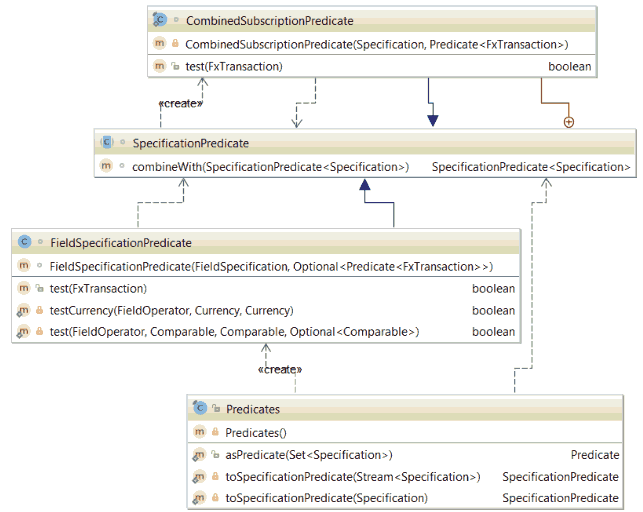 CombinedSubscriptionPredicate
CombinedSubscriptionPredicate(Specification, Predicate<FxTransaction>)
test(FxTransaction) boolean
«create»
SpecificationPredicate
combineWith(SpecificationPredicate<Specification>) SpecificationPredicate<Specification>
FieldSpecificationPredicate
FieldSpecificationPredicate(FieldSpecification, Optional<Predicate<FxTransaction>>)
test(FxTransaction) boolean
testCurrency(FieldOperator, Currency, Currency) boolean
test(FieldOperator, Comparable, Comparable, Optional<Comparable>) boolean
«create»
Predicates
Predicates()
asPredicate(Set<Specification>) Predicate
toSpecificationPredicate(Stream<Specification>) SpecificationPredicate
toSpecificationPredicate(Specification) SpecificationPredicate